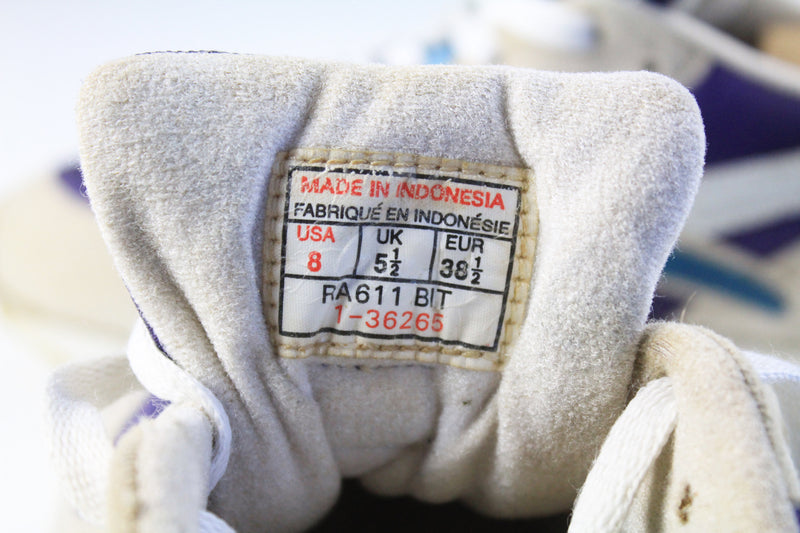 MADE IN INDONESIA
FABRIQUÉ EN INDONÉSIE
USA UK EUR
8 5½ 38½
RA611 BIT
1-36265